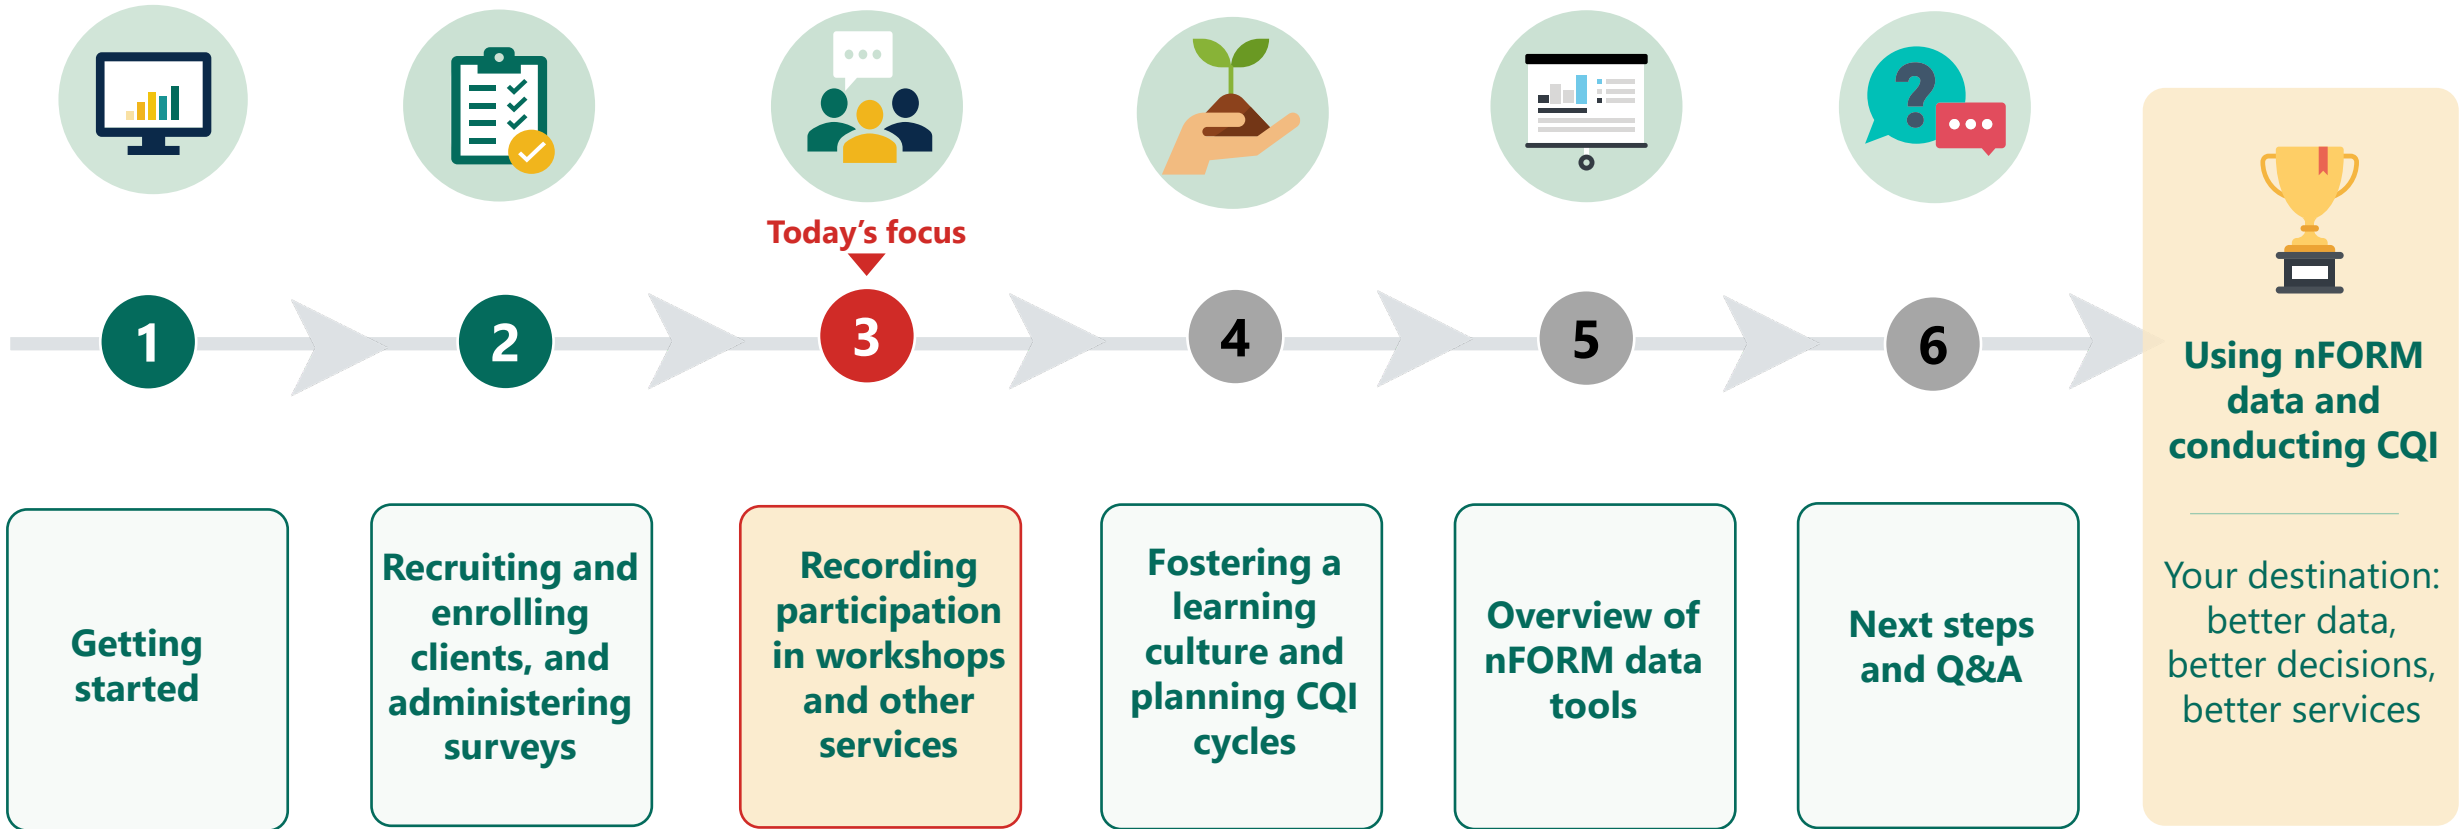 Today's focus
1
2
3
4
5
6
Getting
started
Recruiting and
enrolling
clients, and
administering
surveys
Recording
participation
in workshops
and other
services
Fostering a
learning
culture and
planning CQI
cycles
Overview of
nFORM data
tools
Next steps
and Q&A
Using nFORM
data and
conducting CQI
Your destination:
better data,
better decisions,
better services